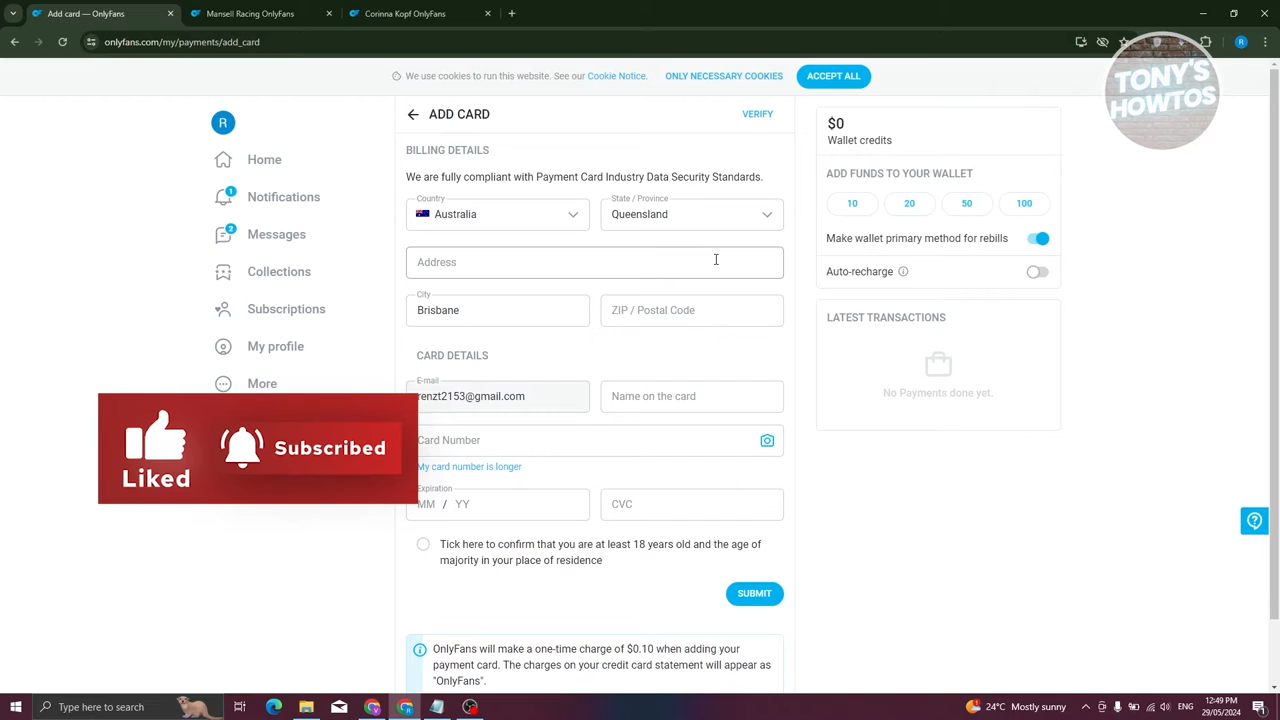 Add card — OnlyFans
Mansell Racing OnlyFans
Corinna Kopf OnlyFans
onlyfans.com/my/payments/add_card
R
TONY'S
HOWTOS
We use cookies to run this website. See our Cookie Notice.
ONLY NECESSARY COOKIES
ACCEPT ALL
R
Home
1
Notifications
2
Messages
Collections
Subscriptions
My profile
More
Liked
Subscribed
ADD CARD
VERIFY
BILLING DETAILS
We are fully compliant with Payment Card Industry Data Security Standards.
Country
Australia
State / Province
Queensland
Address
City
Brisbane
ZIP / Postal Code
CARD DETAILS
E-mail
renzt2153@gmail.com
Name on the card
Card Number
My card number is longer
Expiration
MM / YY
CVC
Tick here to confirm that you are at least 18 years old and the age of
majority in your place of residence
SUBMIT
OnlyFans will make a one-time charge of $0.10 when adding your
payment card. The charges on your credit card statement will appear as
"OnlyFans".
$0
Wallet credits
ADD FUNDS TO YOUR WALLET
10
20
50
100
Make wallet primary method for rebills
Auto-recharge
LATEST TRANSACTIONS
No Payments done yet.
Type here to search
24°C Mostly sunny
12:49 PM
29/05/2024